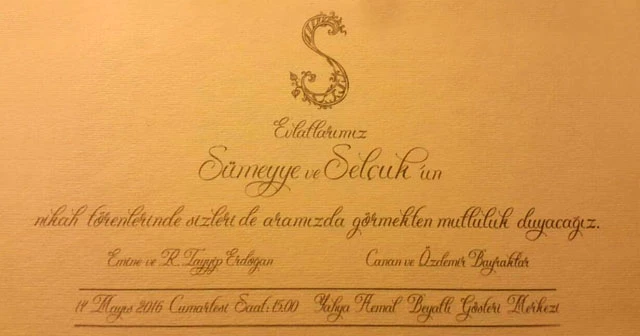 S
Evlatlarımız
Sümeyye ve Selçuk'un
nikah törenlerinde sizleri de aramızda görmekten mutluluk duyacağız.
Emine ve R. Tayyip Erdoğan Canan ve Özdemir Bayraktar
14 Mayıs 2016 Cumartesi Saat: 15.00 Yahya Kemal Beyatlı Gösteri Merkezi